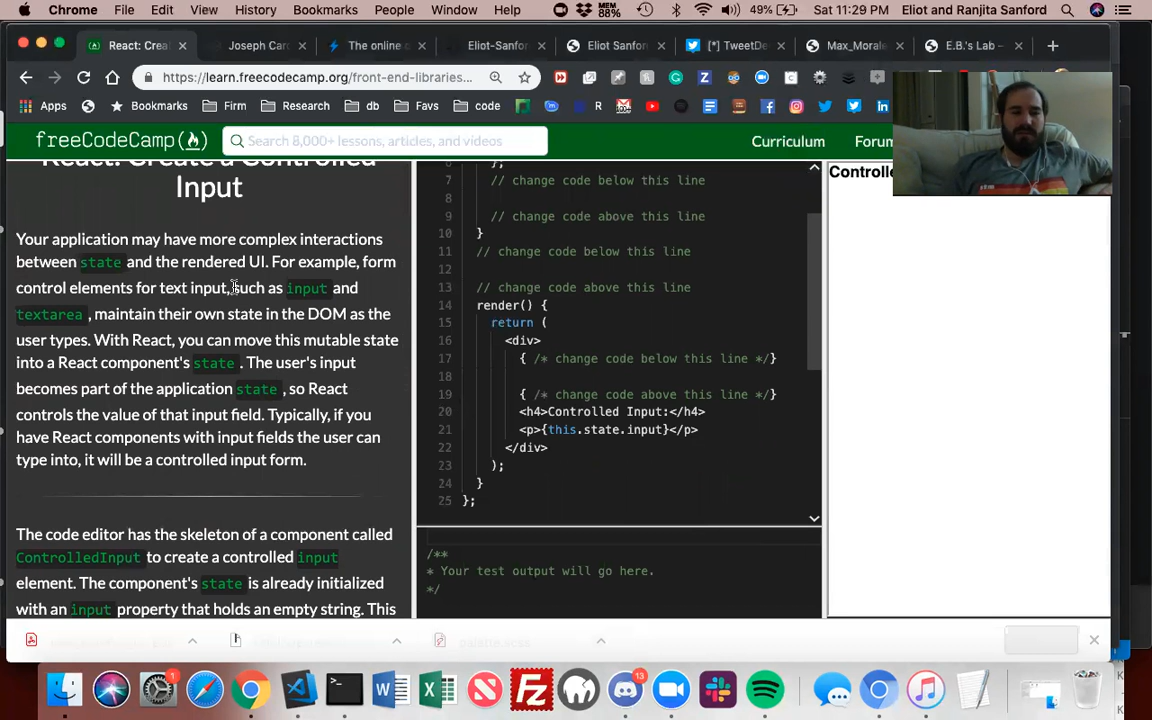 Chrome File Edit View History Bookmarks People Window Help MEM 88% 49% Sat 11:29 PM Eliot and Ranjita Sanford
React: Crea Joseph Car The online Eliot-Sanfor Eliot Sanfor [*] TweetDe Max_Morale E.B.'s Lab –
https://learn.freecodecamp.org/front-end-libraries...
Apps Bookmarks Firm Research db Favs code R 100+
freeCodeCamp Search 8,000+ lessons, articles, and videos Curriculum Forum
React: Create a Controlled
Input
Your application may have more complex interactions
between state and the rendered UI. For example, form
control elements for text input, such as input and
textarea , maintain their own state in the DOM as the
user types. With React, you can move this mutable state
into a React component's state . The user's input
becomes part of the application state , so React
controls the value of that input field. Typically, if you
have React components with input fields the user can
type into, it will be a controlled input form.
The code editor has the skeleton of a component called
ControlledInput to create a controlled input
element. The component's state is already initialized
with an input property that holds an empty string. This
6 };
7 // change code below this line
8
9 // change code above this line
10 }
11 // change code below this line
12
13 // change code above this line
14 render() {
15 return (
16 <div>
17 { /* change code below this line */}
18
19 { /* change code above this line */}
20 <h4>Controlled Input:</h4>
21 <p>{this.state.input}</p>
22 </div>
23 );
24 }
25 };
/**
* Your test output will go here.
*/
Controlle
1
13